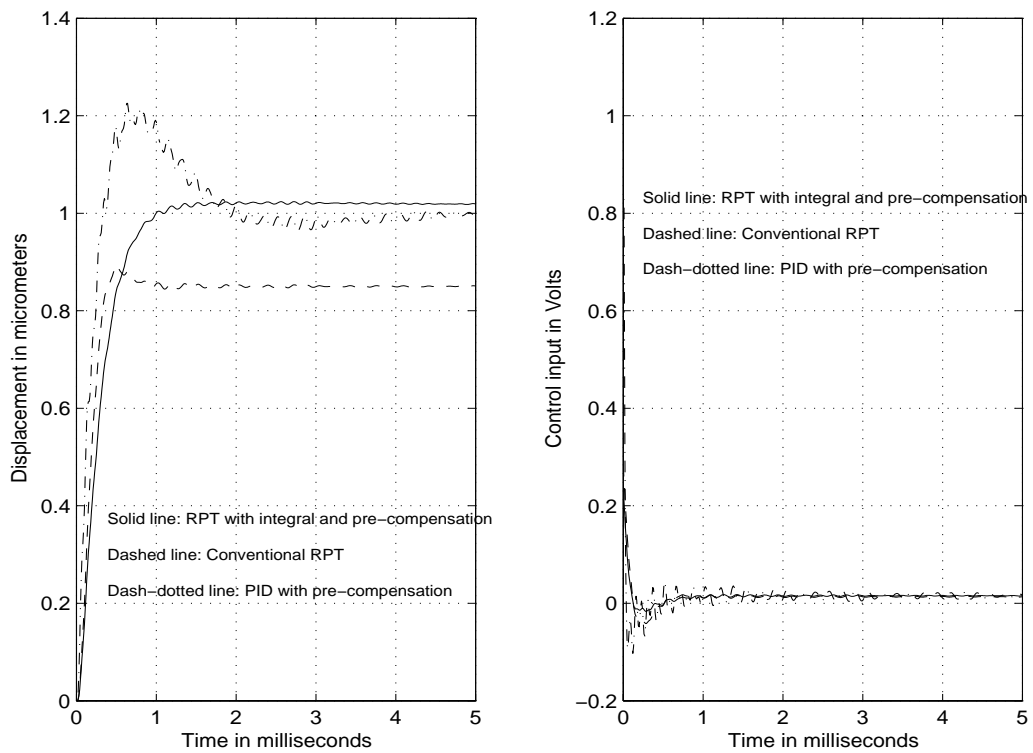 1.4
1.2
1
0.8
0.6
0.4
0.2
0
Displacement in micrometers
Solid line: RPT with integral and pre−compensation
Dashed line: Conventional RPT
Dash−dotted line: PID with pre−compensation
0 1 2 3 4 5
Time in milliseconds
1.2
1
0.8
0.6
0.4
0.2
0
−0.2
Control input in Volts
Solid line: RPT with integral and pre−compensation
Dashed line: Conventional RPT
Dash−dotted line: PID with pre−compensation
0 1 2 3 4 5
Time in milliseconds